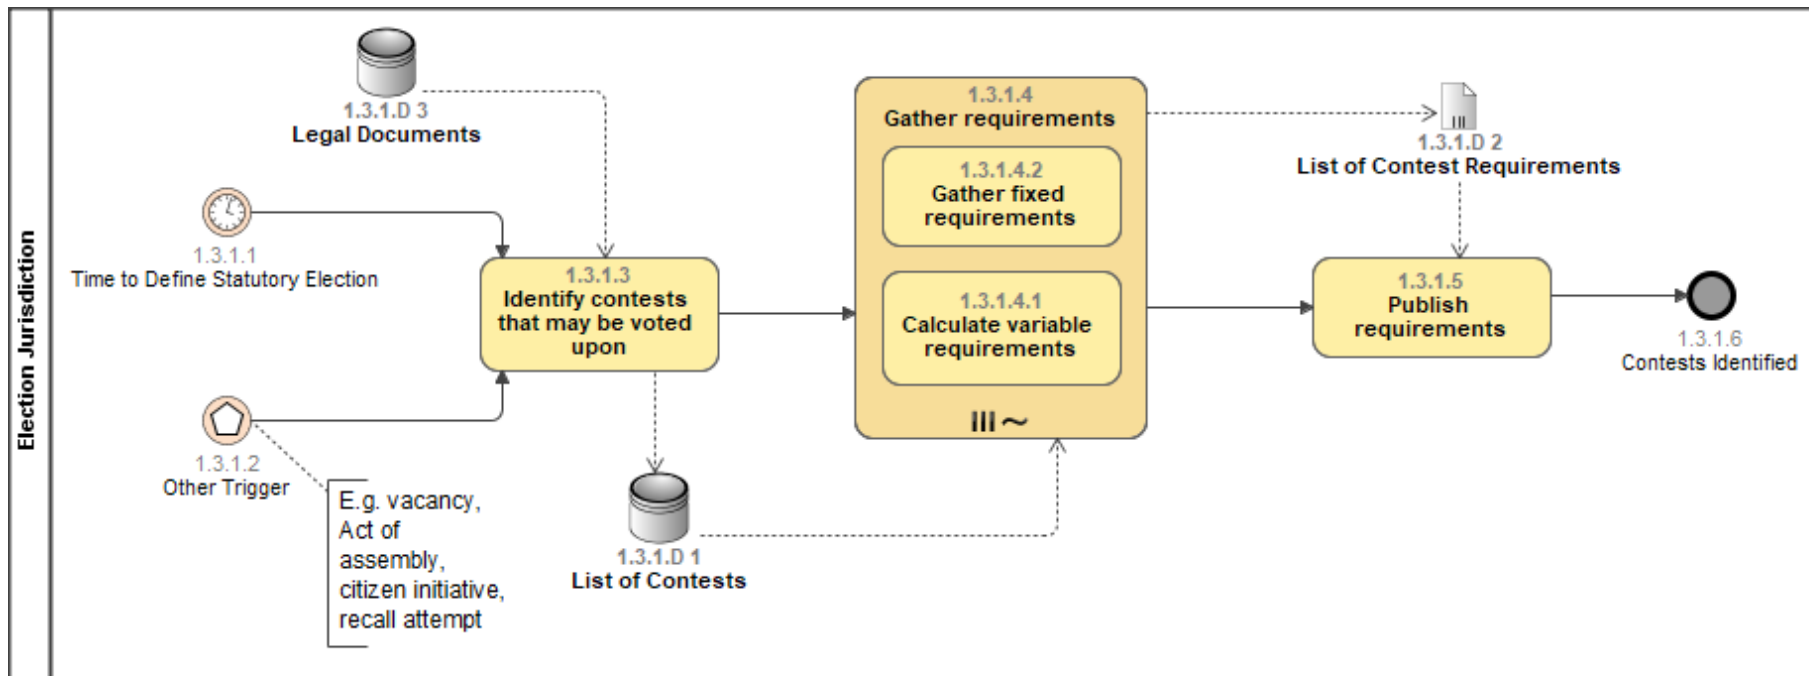 Election Jurisdiction
1.3.1.D 3
Legal Documents
1.3.1.1
Time to Define Statutory Election
1.3.1.2
Other Trigger
E.g. vacancy,
Act of
assembly,
citizen initiative,
recall attempt
1.3.1.3
Identify contests
that may be voted
upon
1.3.1.D 1
List of Contests
1.3.1.4
Gather requirements
1.3.1.4.2
Gather fixed
requirements
1.3.1.4.1
Calculate variable
requirements
1.3.1.D 2
List of Contest Requirements
1.3.1.5
Publish
requirements
1.3.1.6
Contests Identified